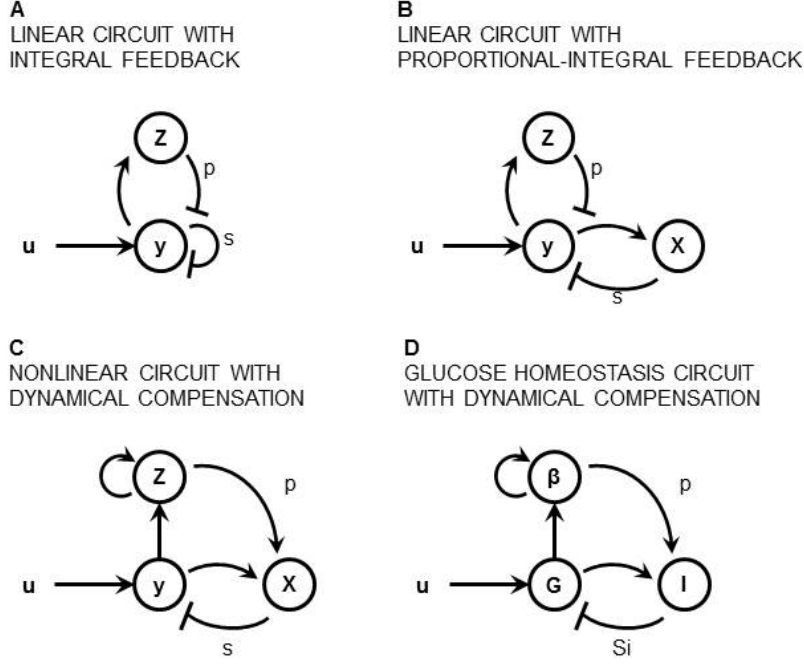 A
LINEAR CIRCUIT WITH
INTEGRAL FEEDBACK
Z
p
u
y
s
B
LINEAR CIRCUIT WITH
PROPORTIONAL-INTEGRAL FEEDBACK
Z
p
u
y
X
s
C
NONLINEAR CIRCUIT WITH
DYNAMICAL COMPENSATION
Z
p
u
y
X
s
D
GLUCOSE HOMEOSTASIS CIRCUIT
WITH DYNAMICAL COMPENSATION
β
p
u
G
I
Si